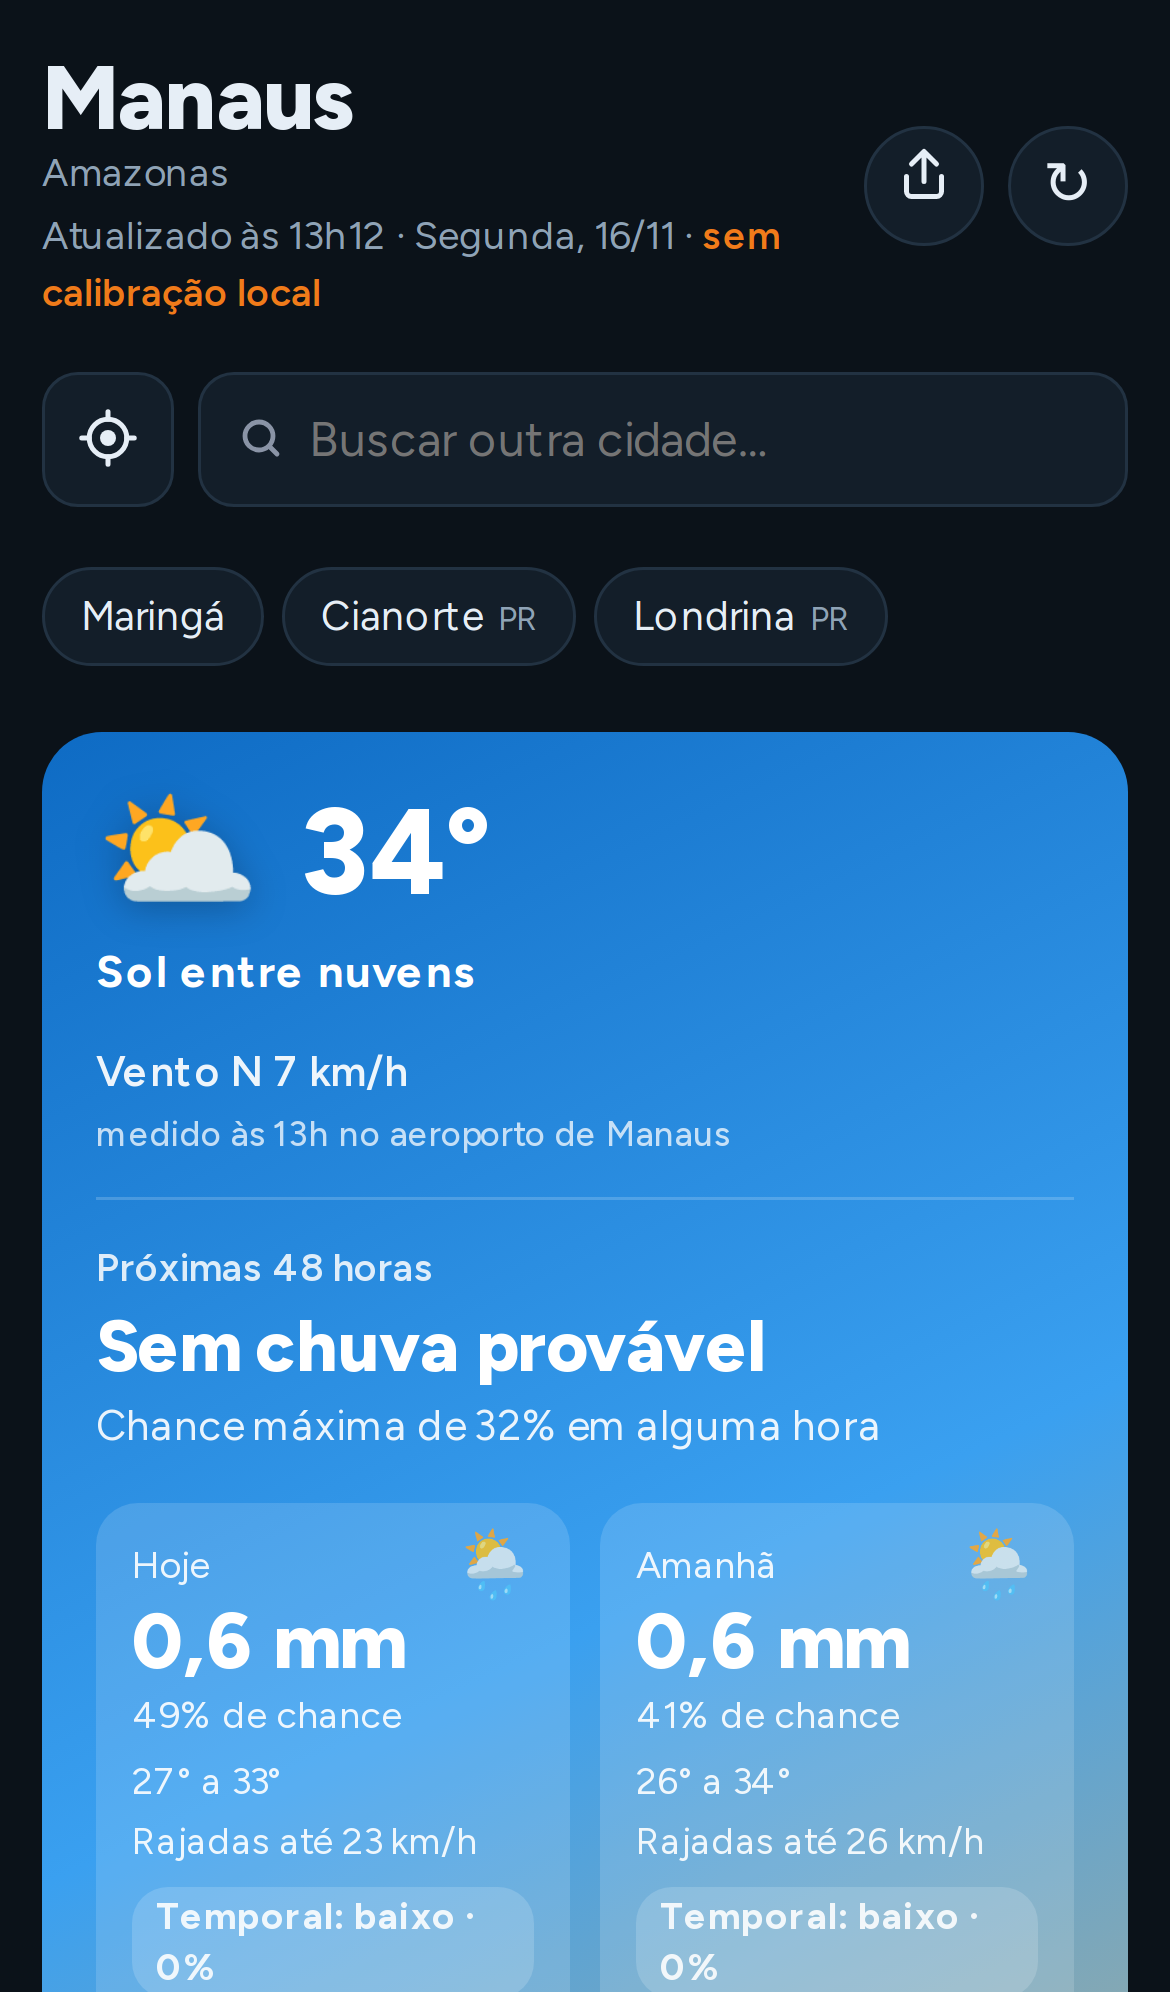 Manaus
Amazonas
Atualizado às 13h12 · Segunda, 16/11 · sem
calibração local
Buscar outra cidade...
Maringá
Cianorte PR
Londrina PR
34°
Sol entre nuvens
Vento N 7 km/h
medido às 13h no aeroporto de Manaus
Próximas 48 horas
Sem chuva provável
Chance máxima de 32% em alguma hora
Hoje
0,6 mm
49% de chance
27° a 33°
Rajadas até 23 km/h
Temporal: baixo ·
0%
Amanhã
0,6 mm
41% de chance
26° a 34°
Rajadas até 26 km/h
Temporal: baixo ·
0%